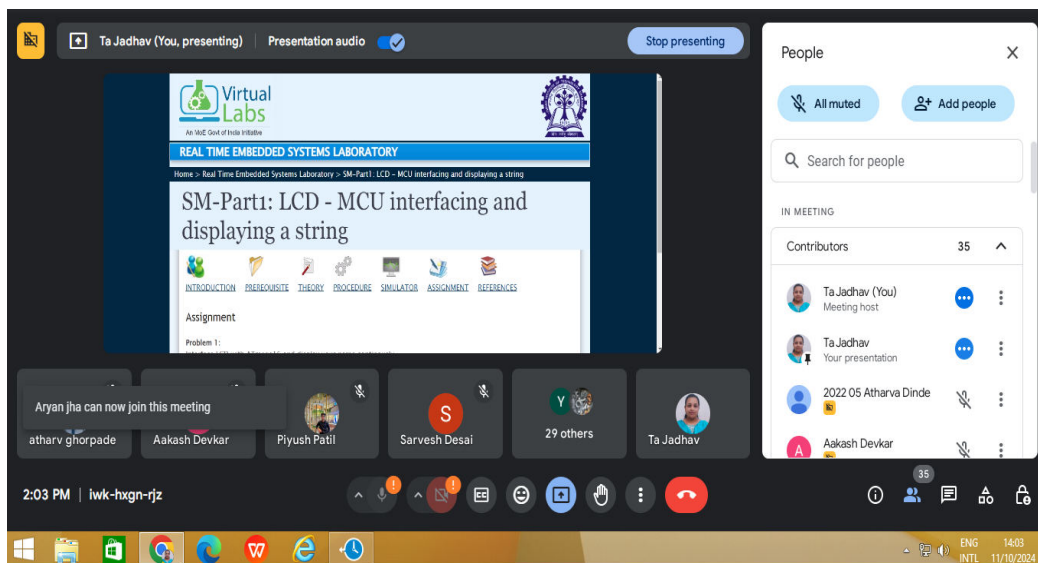 Ta Jadhav (You, presenting)
Presentation audio
Stop presenting
Virtual
Labs
An MoE Govt of India Initiative
REAL TIME EMBEDDED SYSTEMS LABORATORY
Home > Real Time Embedded Systems Laboratory > SM-Part1: LCD - MCU interfacing and displaying a string
SM-Part1: LCD - MCU interfacing and
displaying a string
INTRODUCTION PREREQUISITE THEORY PROCEDURE SIMULATOR ASSIGNMENT REFERENCES
Assignment
Problem 1:
Aryan jha can now join this meeting
atharv ghorpade
Aakash Devkar
Piyush Patil
S
Sarvesh Desai
Y
29 others
Ta Jadhav
People
All muted
Add people
Search for people
IN MEETING
Contributors 35
Ta Jadhav (You)
Meeting host
Ta Jadhav
Your presentation
2022 05 Atharva Dinde
A
Aakash Devkar
2:03 PM | iwk-hxgn-rjz
CC
35
W
ENG 14:03
INTL 11/10/2024